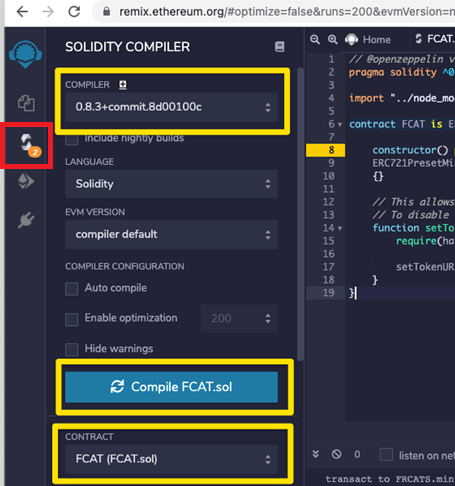 remix.ethereum.org/#optimize=false&runs=200&evmVersion=n
SOLIDITY COMPILER
COMPILER
0.8.3+commit.8d00100c
Include nightly builds
LANGUAGE
Solidity
EVM VERSION
compiler default
COMPILER CONFIGURATION
Auto compile
Enable optimization
200
Hide warnings
Compile FCAT.sol
CONTRACT
FCAT (FCAT.sol)
2
Home
FCAT.
1 // @openzeppelin v
2 pragma solidity ^0
3
4 import "../node_mod
5
6 contract FCAT is E
7
8 constructor() p
9 ERC721PresetMi
10 {}
11
12 // This allows
13 // To disable
14 function setTo
15 require(ha
16
17 setTokenUR
18 }
19 }
0
listen on net
transact to FRCATS.min